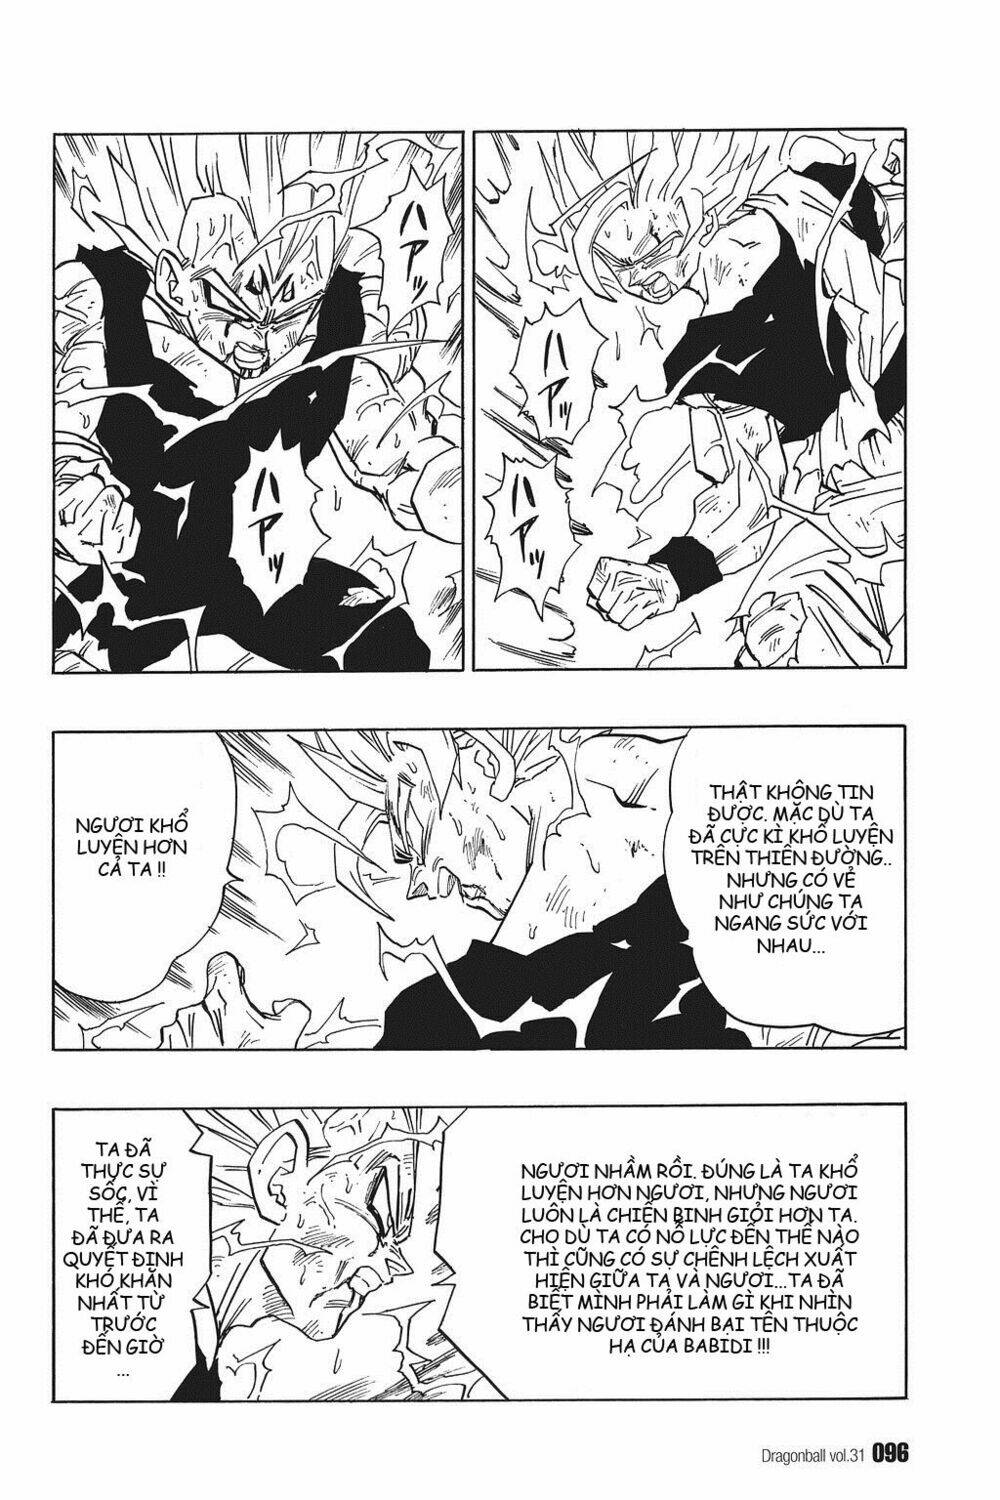 ハアッ
ハアッ
ハアッ
ハアッ
THẬT KHÔNG TIN
ĐƯỢC. MẶC DÙ TA
ĐÃ CỰC KÌ KHỔ LUYỆN
TRÊN THIÊN ĐƯỜNG..
NHƯNG CÓ VẺ
NHƯ CHÚNG TA
NGANG SỨC VỚI
NHAU...
NGƯƠI KHỔ
LUYỆN HƠN
CẢ TA !!
NGƯƠI NHẦM RỒI. ĐÚNG LÀ TA KHỔ
LUYỆN HƠN NGƯƠI, NHƯNG NGƯƠI
LUÔN LÀ CHIẾN BINH GIỎI HƠN TA.
CHO DÙ TA CÓ NỖ LỰC ĐẾN THẾ NÀO
THÌ CŨNG CÓ SỰ CHÊNH LỆCH XUẤT
HIỆN GIỮA TA VÀ NGƯƠI...TA ĐÃ
BIẾT MÌNH PHẢI LÀM GÌ KHI NHÌN
THẤY NGƯƠI ĐÁNH BẠI TÊN THUỘC
HẠ CỦA BABIDI !!!
TA ĐÃ
THỰC SỰ
SỐC, VÌ
THẾ, TA
ĐÃ ĐƯA RA
QUYẾT ĐỊNH
KHÓ KHĂN
NHẤT TỪ
TRƯỚC
ĐẾN GIỜ
...
Dragonball vol.31 096